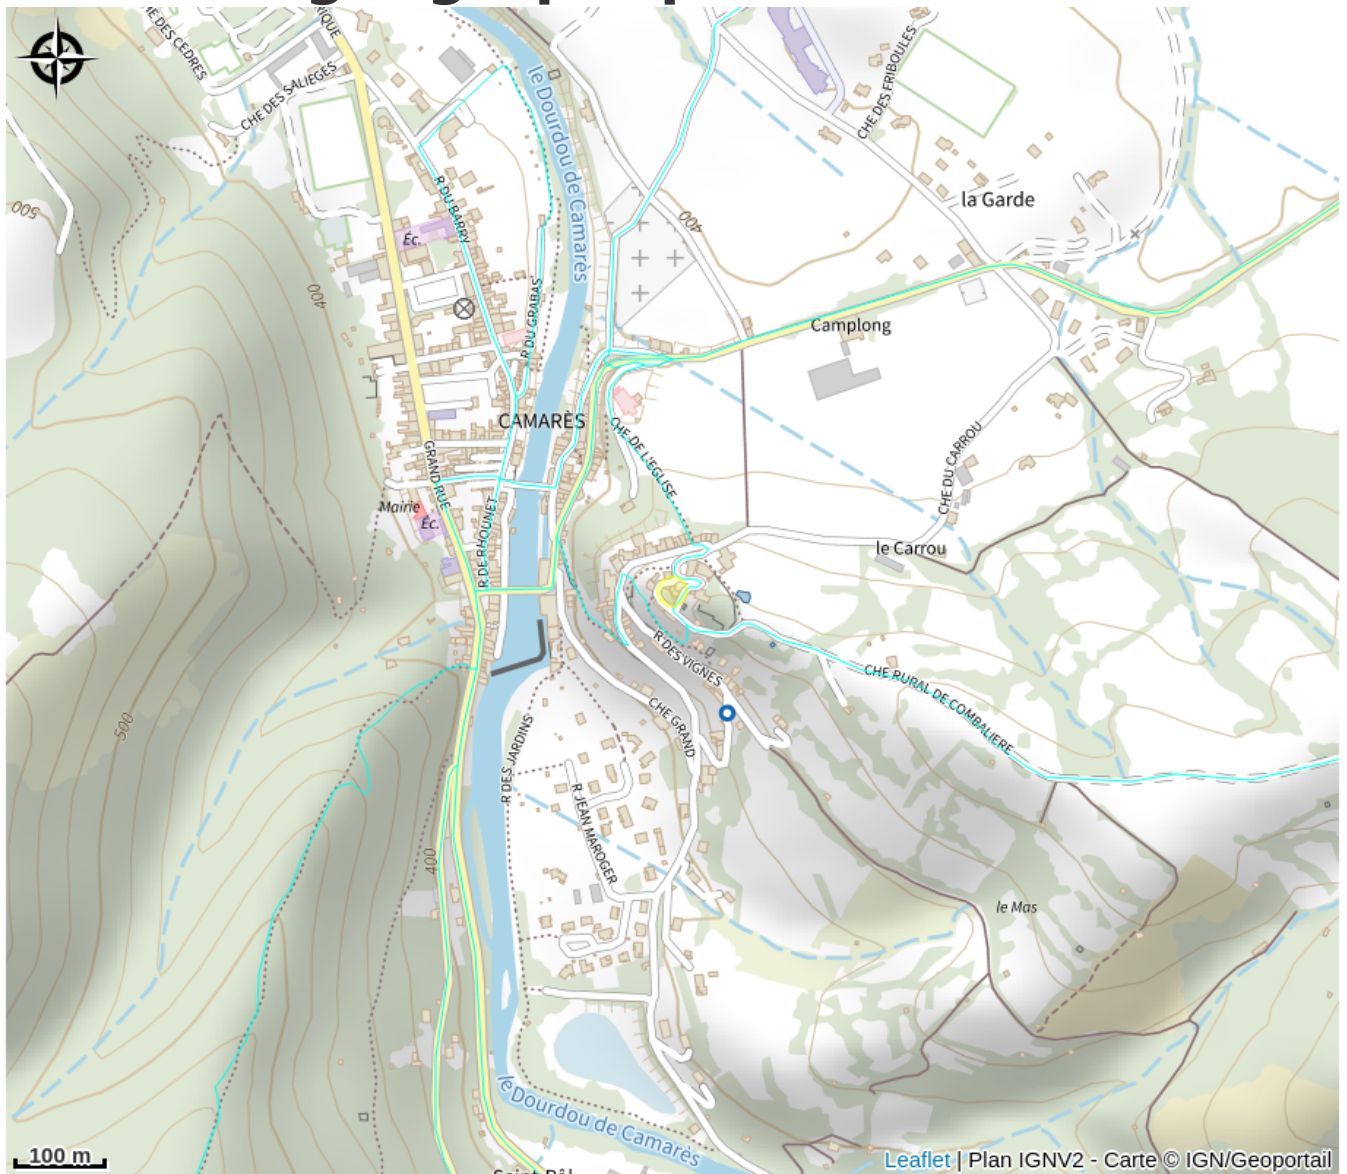 CHE DES CEDRES
RIQUE
CHE DES SALIEGES
le Dourdou de Camarès
CHE DES FRIBOULES
500
R DU BARRY
Éc.
400
la Garde
400
R DU GRABAS
Camplong
CAMARÈS
CHE DE L'EGLISE
GRAND RUE
CHE DU CARROU
Mairie
Éc.
R DE RHOUNET
le Carrou
R DES VIGNES
CHE RURAL DE COMBALIERE
500
CHE GRAND
R DES JARDINS
R JEAN MAROGER
400
le Mas
le Dourdou de Camarès
100 m
Leaflet | Plan IGNV2 - Carte © IGN/Geoportail